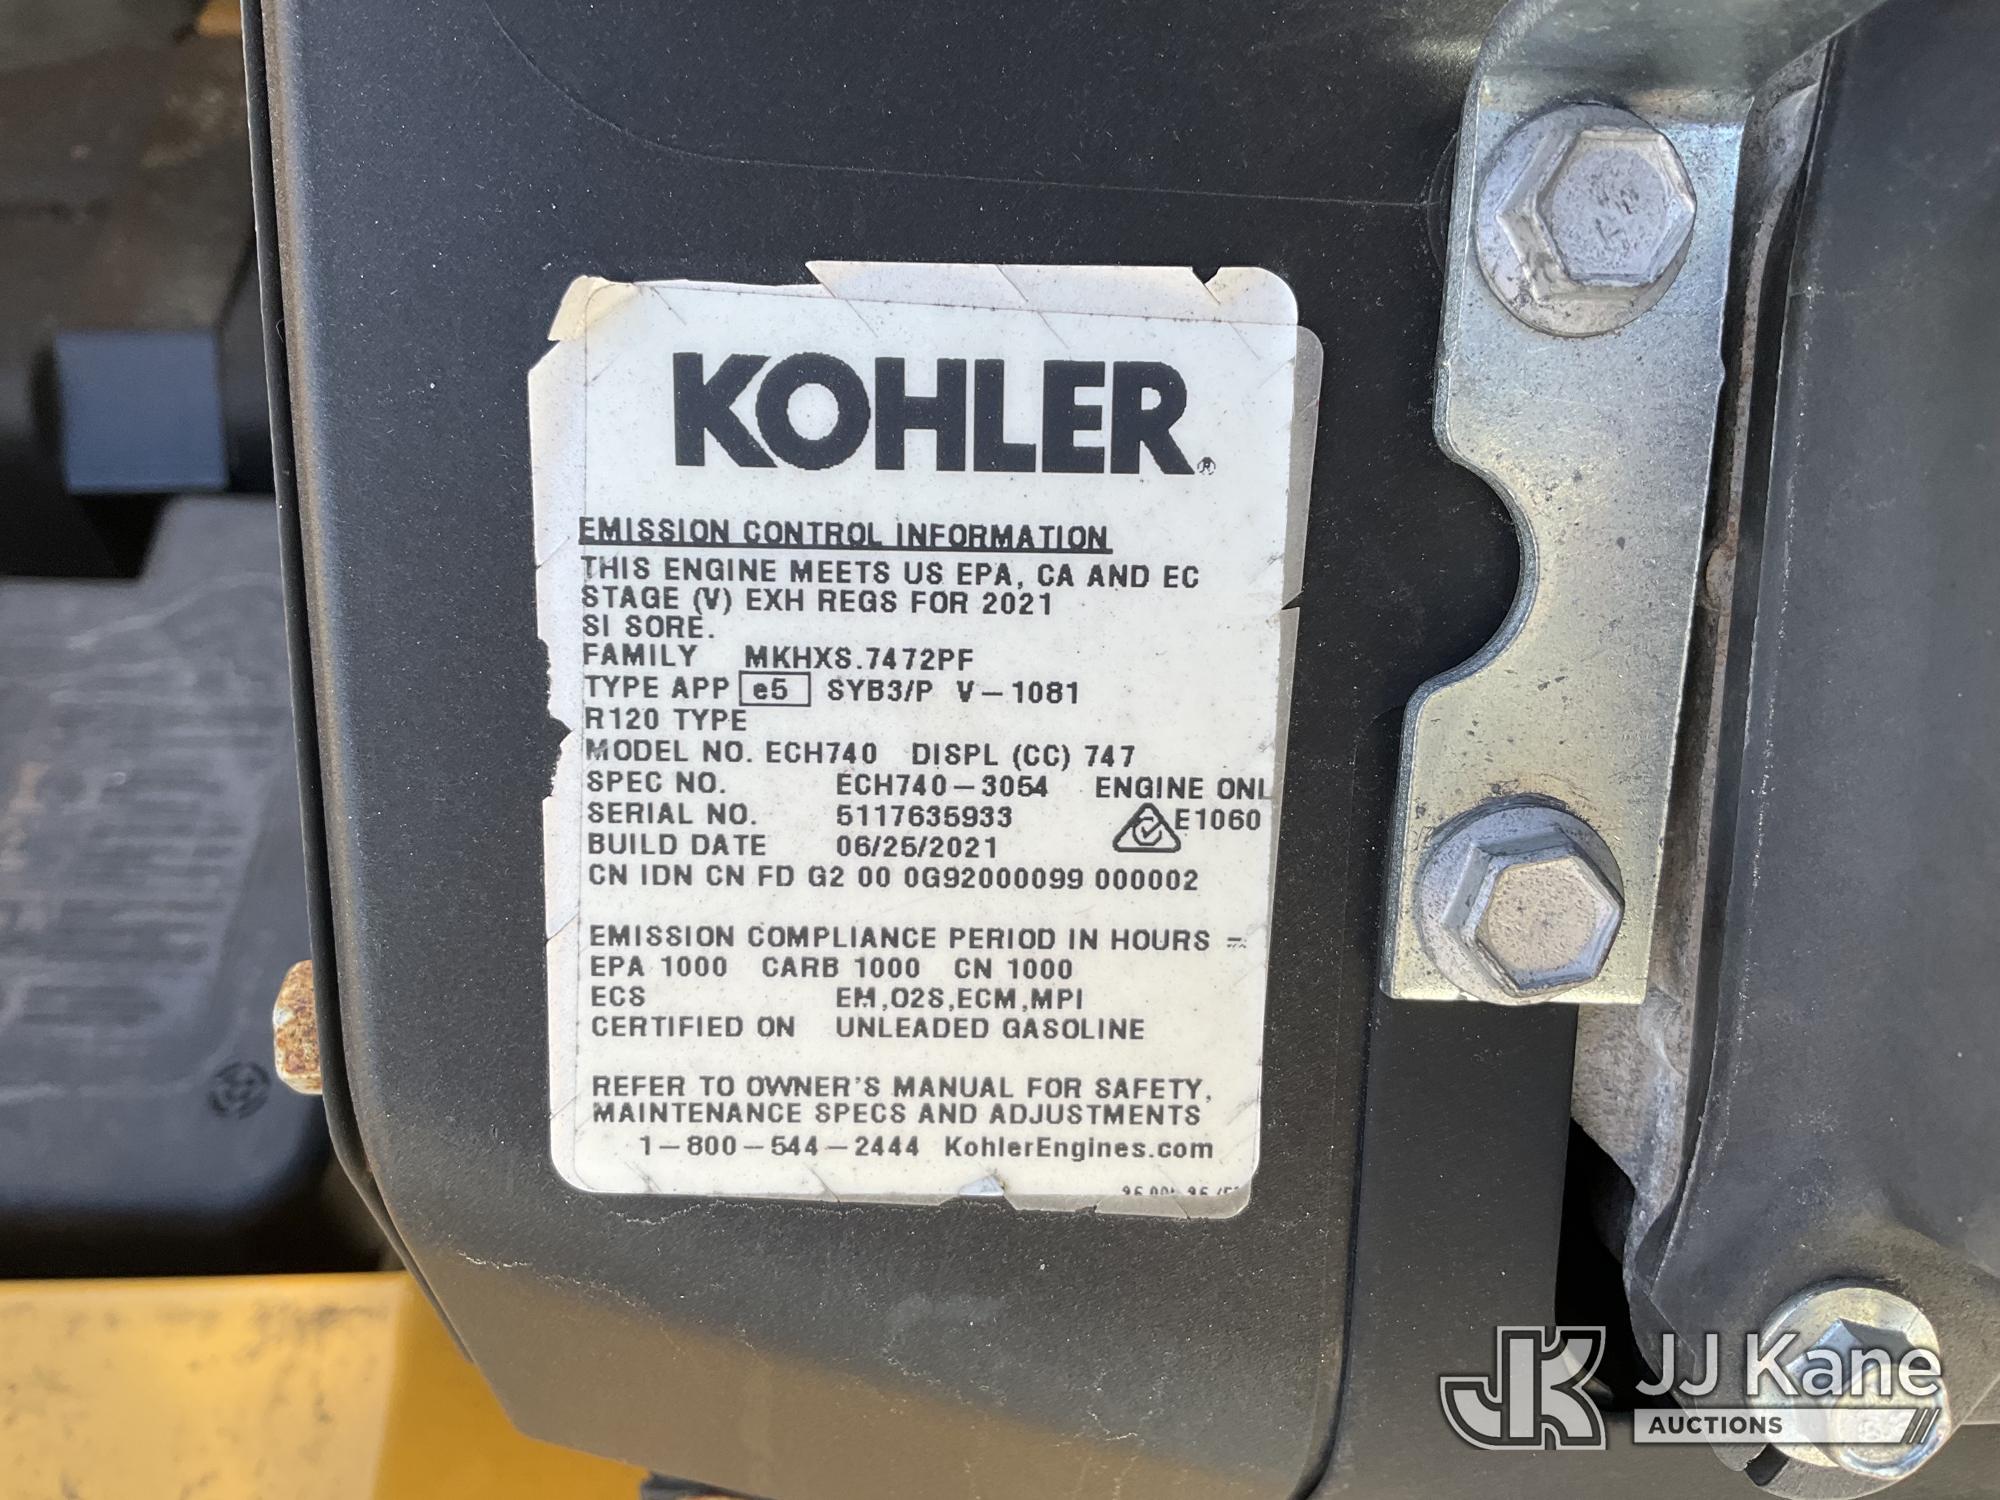 KOHLER®
EMISSION CONTROL INFORMATION
THIS ENGINE MEETS US EPA, CA AND EC
STAGE (V) EXH REGS FOR 2021
SI SORE.
FAMILY MKHXS.7472PF
TYPE APP e5 SYB3/P V-1081
R120 TYPE
MODEL NO. ECH740 DISPL (CC) 747
SPEC NO. ECH740-3054 ENGINE ONL
SERIAL NO. 5117635933 E1060
BUILD DATE 06/25/2021
CN IDN CN FD G2 00 0G92000099 000002
EMISSION COMPLIANCE PERIOD IN HOURS =
EPA 1000 CARB 1000 CN 1000
ECS EM,O2S,ECM,MPI
CERTIFIED ON UNLEADED GASOLINE
REFER TO OWNER'S MANUAL FOR SAFETY,
MAINTENANCE SPECS AND ADJUSTMENTS
1-800-544-2444 KohlerEngines.com
JK JJ Kane
AUCTIONS